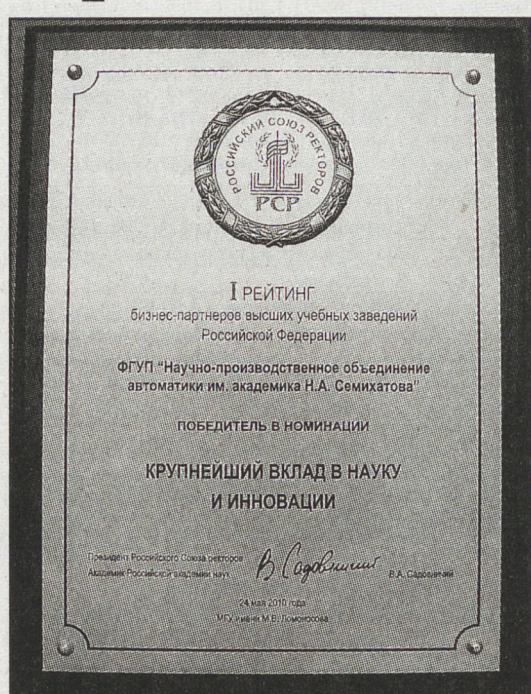 РОССИЙСКИЙ СОЮЗ РЕКТОРОВ
РСР
I РЕЙТИНГ
бизнес-партнеров высших учебных заведений
Российской Федерации
ФГУП "Научно-производственное объединение
автоматики им. академика Н.А. Семихатова"
ПОБЕДИТЕЛЬ В НОМИНАЦИИ
КРУПНЕЙШИЙ ВКЛАД В НАУКУ
И ИННОВАЦИИ
Президент Российского Союза ректоров
Академик Российской академии наук
В Садовничий
В.А. Садовничий
24 мая 2010 года
МГУ имени М.В. Ломоносова